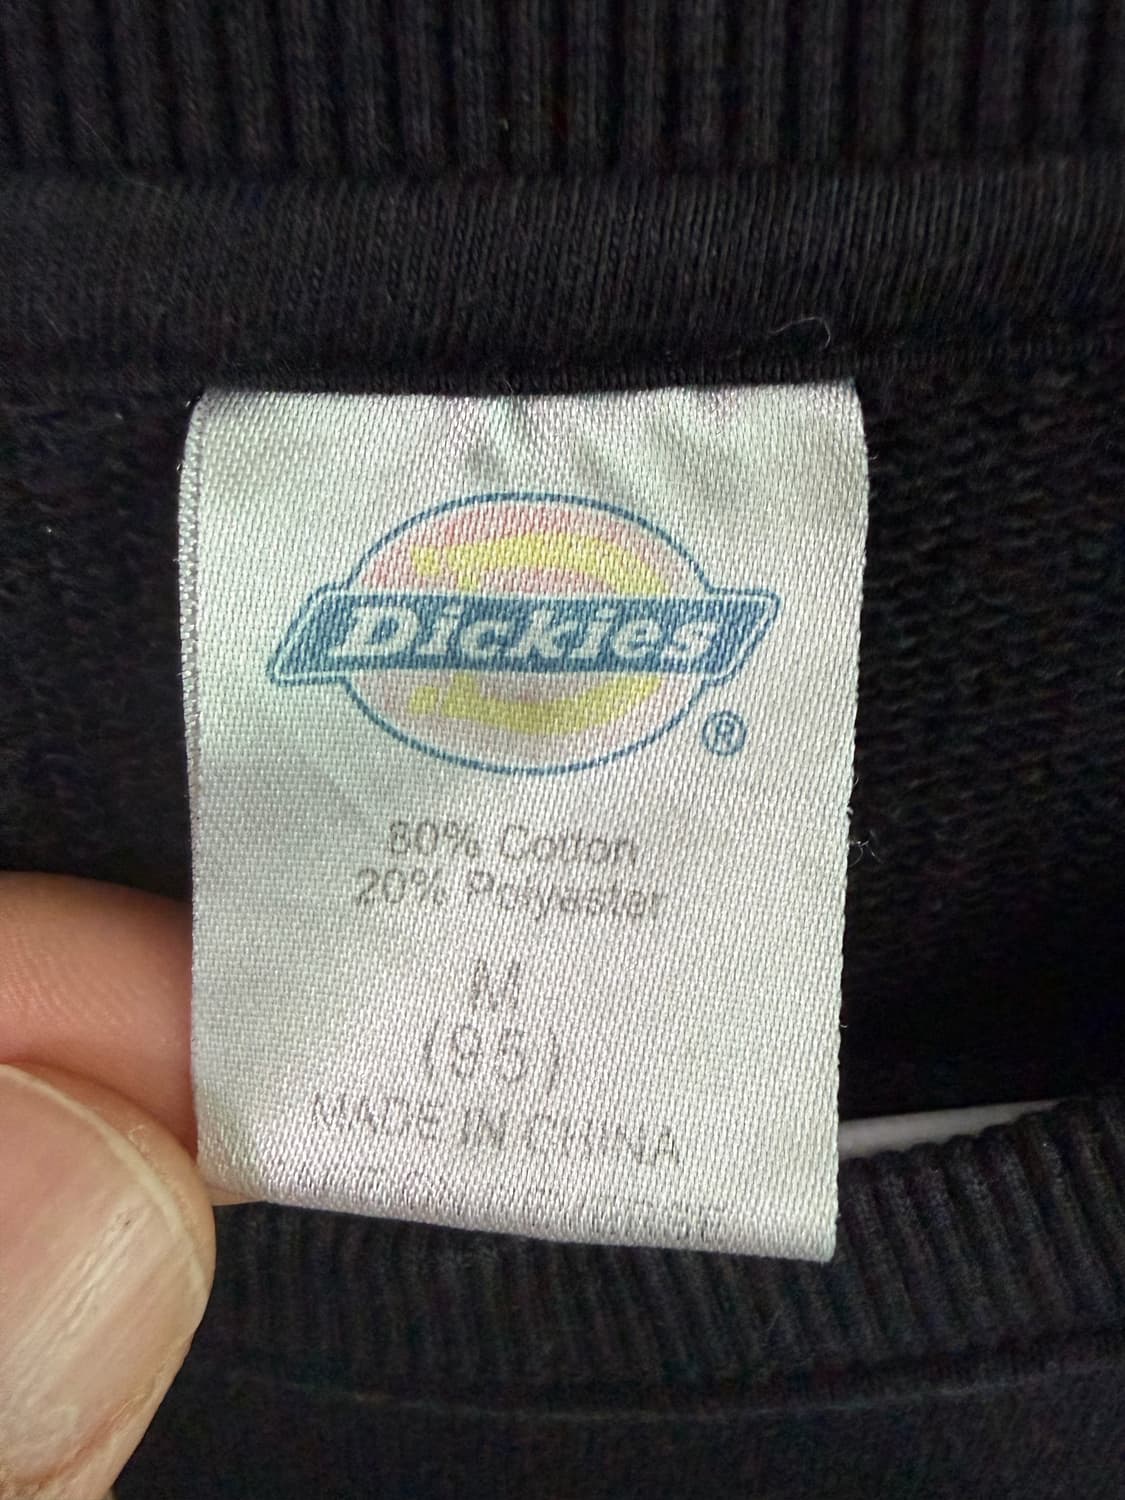 Dickies
®
80% Cotton
20% Polyester
M
(95)
MADE IN CHINA